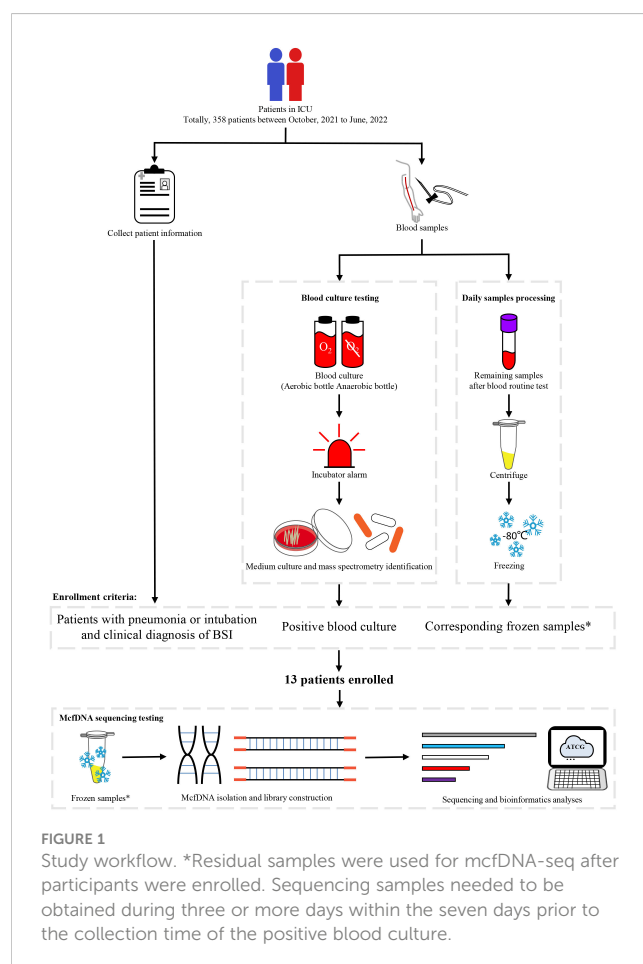 Patients in ICU
Totally, 358 patients between October, 2021 to June, 2022
Collect patient information
Blood samples
Blood culture testing
O2
O2
Blood culture
(Aerobic bottle Anaerobic bottle)
Incubator alarm
Medium culture and mass spectrometry identification
Daily samples processing
Remaining samples
after blood routine test
Centrifuge
-80℃
Freezing
Enrollment criteria:
Patients with pneumonia or intubation
and clinical diagnosis of BSI
Positive blood culture
Corresponding frozen samples*
13 patients enrolled
McfDNA sequencing testing
Frozen samples*
McfDNA isolation and library construction
ATCG
Sequencing and bioinformatics analyses
FIGURE 1
Study workflow. *Residual samples were used for mcfDNA-seq after
participants were enrolled. Sequencing samples needed to be
obtained during three or more days within the seven days prior to
the collection time of the positive blood culture.